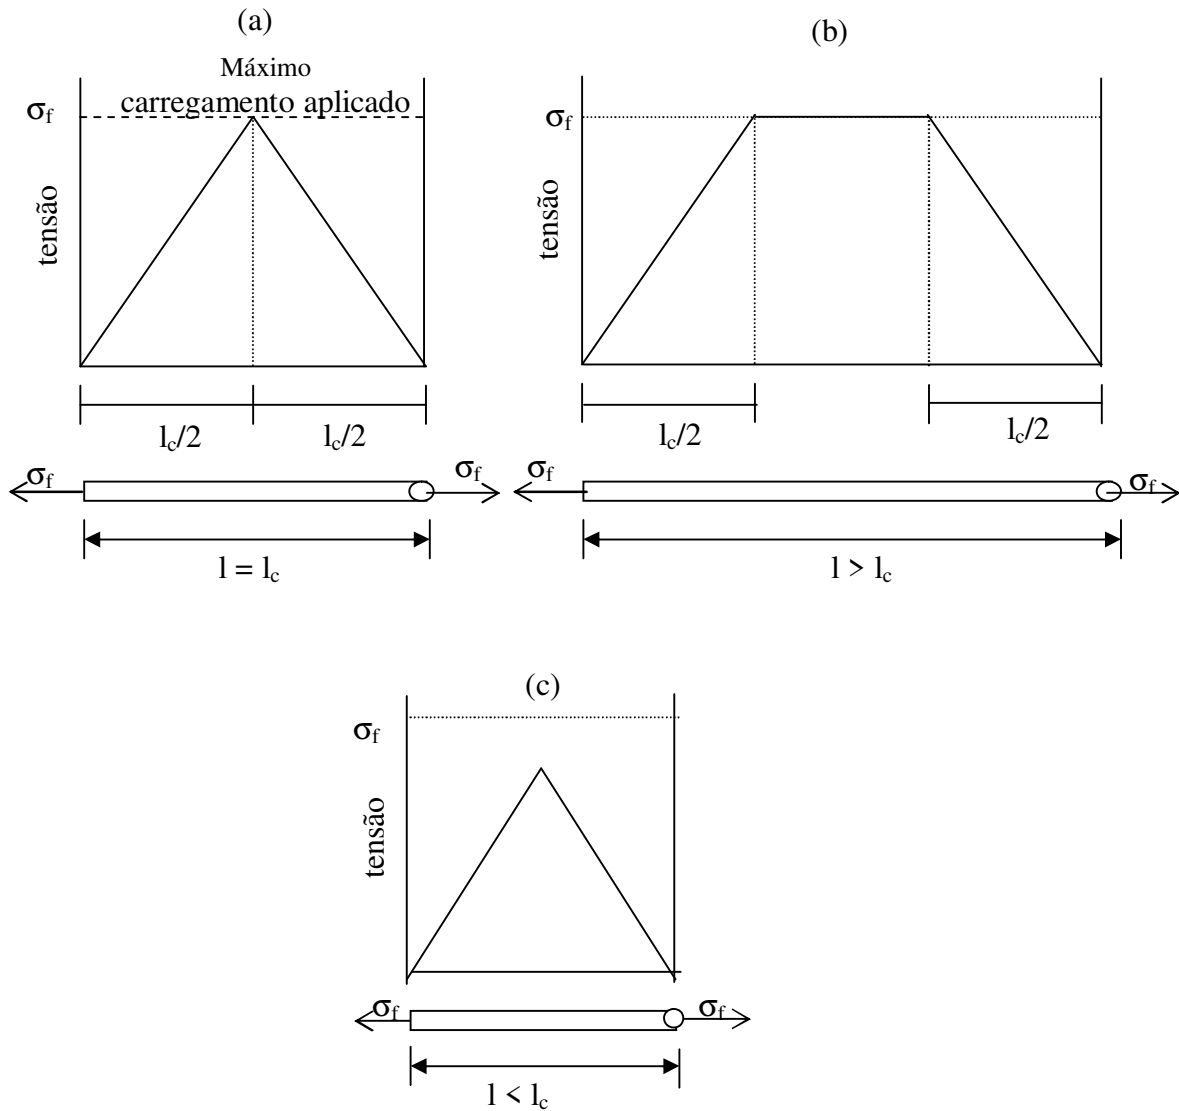 (a)
Máximo
carregamento aplicado
σf
tensão
lc/2
lc/2
σf
σf
l = lc
(b)
σf
tensão
lc/2
lc/2
σf
σf
l > lc
(c)
σf
tensão
σf
σf
l < lc